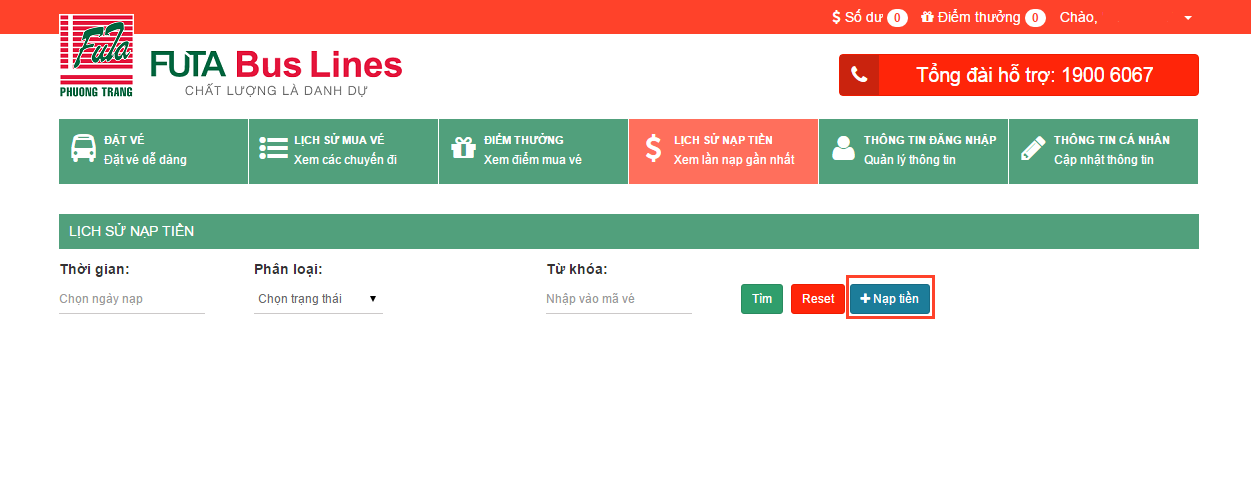 $ Số dư 0 Điểm thưởng 0 Chào,
FUTA
PHUONG TRANG
FUTA Bus Lines
CHẤT LƯỢNG LÀ DANH DỰ
Tổng đài hỗ trợ: 1900 6067
ĐẶT VÉ
Đặt vé dễ dàng
LỊCH SỬ MUA VÉ
Xem các chuyến đi
ĐIỂM THƯỞNG
Xem điểm mua vé
$ LỊCH SỬ NẠP TIỀN
Xem lần nạp gần nhất
THÔNG TIN ĐĂNG NHẬP
Quản lý thông tin
THÔNG TIN CÁ NHÂN
Cập nhật thông tin
LỊCH SỬ NẠP TIỀN
Thời gian:
Chọn ngày nạp
Phân loại:
Chọn trạng thái
Từ khóa:
Nhập vào mã vé
Tìm
Reset
+ Nạp tiền